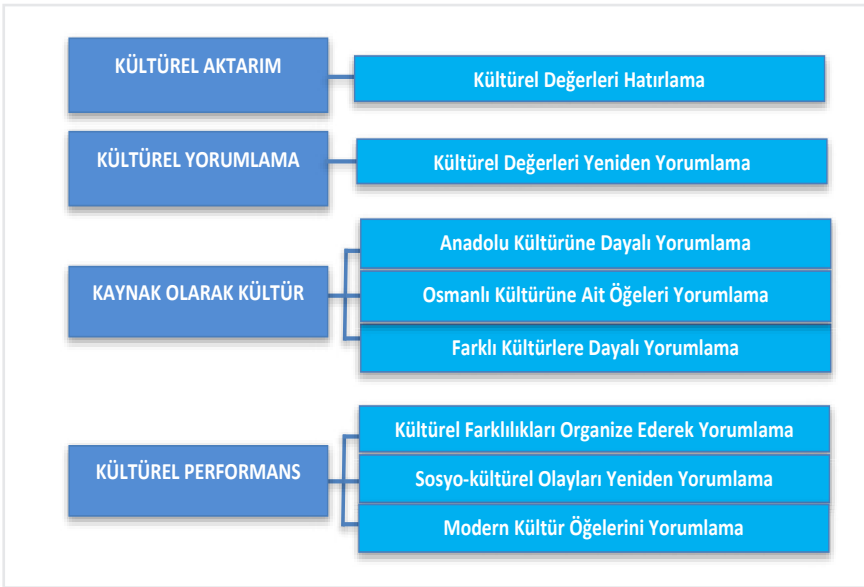 KÜLTÜREL AKTARIM
Kültürel Değerleri Hatırlama
KÜLTÜREL YORUMLAMA
Kültürel Değerleri Yeniden Yorumlama
KAYNAK OLARAK KÜLTÜR
Anadolu Kültürüne Dayalı Yorumlama
Osmanlı Kültürüne Ait Öğeleri Yorumlama
Farklı Kültürlere Dayalı Yorumlama
KÜLTÜREL PERFORMANS
Kültürel Farklılıkları Organize Ederek Yorumlama
Sosyo-kültürel Olayları Yeniden Yorumlama
Modern Kültür Öğelerini Yorumlama